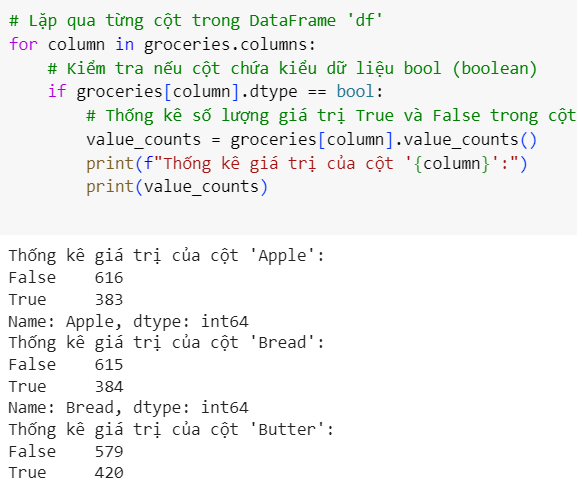 # Lặp qua từng cột trong DataFrame 'df'
for column in groceries.columns:
    # Kiểm tra nếu cột chứa kiểu dữ liệu bool (boolean)
    if groceries[column].dtype == bool:
        # Thống kê số lượng giá trị True và False trong cột
        value_counts = groceries[column].value_counts()
        print(f"Thống kê giá trị của cột '{column}':")
        print(value_counts)
Thống kê giá trị của cột 'Apple':
False    616
True     383
Name: Apple, dtype: int64
Thống kê giá trị của cột 'Bread':
False    615
True     384
Name: Bread, dtype: int64
Thống kê giá trị của cột 'Butter':
False    579
True     420